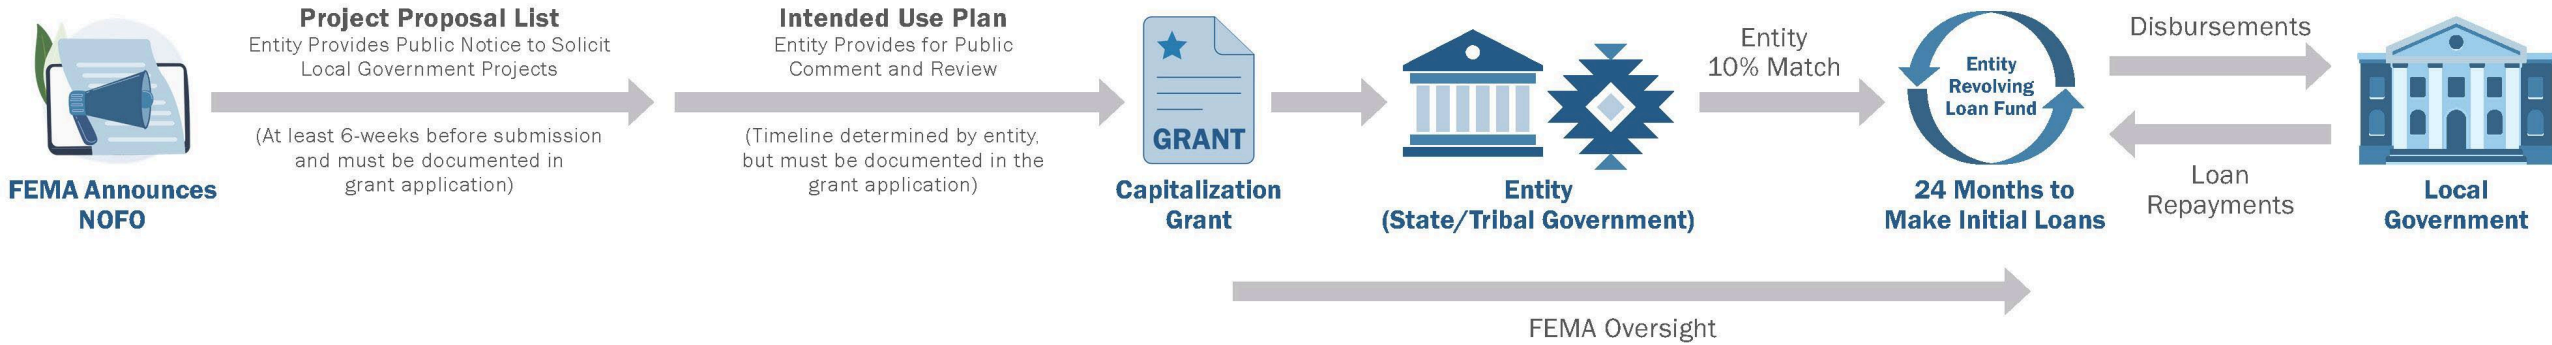 FEMA Announces
NOFO
Project Proposal List
Entity Provides Public Notice to Solicit
Local Government Projects
(At least 6-weeks before submission
and must be documented in
grant application)
Intended Use Plan
Entity Provides for Public
Comment and Review
(Timeline determined by entity,
but must be documented in the
grant application)
GRANT
Capitalization
Grant
Entity
(State/Tribal Government)
Entity
10% Match
Entity
Revolving
Loan Fund
24 Months to
Make Initial Loans
Disbursements
Loan
Repayments
Local
Government
FEMA Oversight